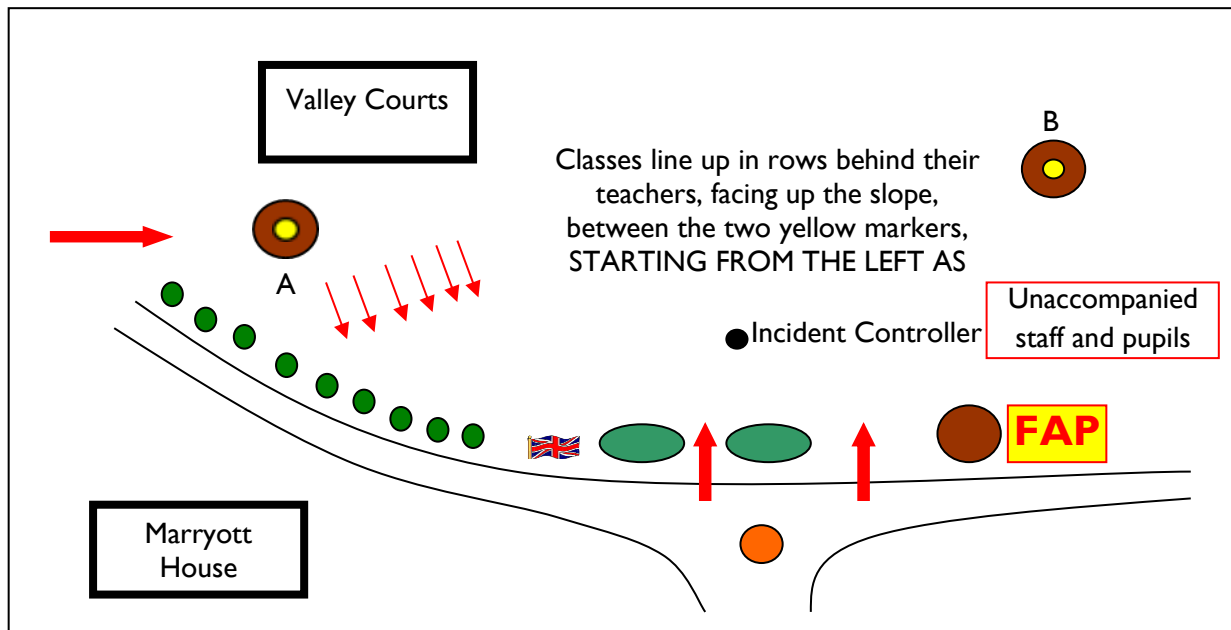 Valley Courts
B
Classes line up in rows behind their
teachers, facing up the slope,
between the two yellow markers,
STARTING FROM THE LEFT AS
A
Unaccompanied
staff and pupils
Incident Controller
FAP
Marryott
House